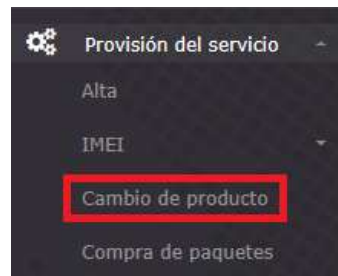 Provisión del servicio
Alta
IMEI
Cambio de producto
Compra de paquetes